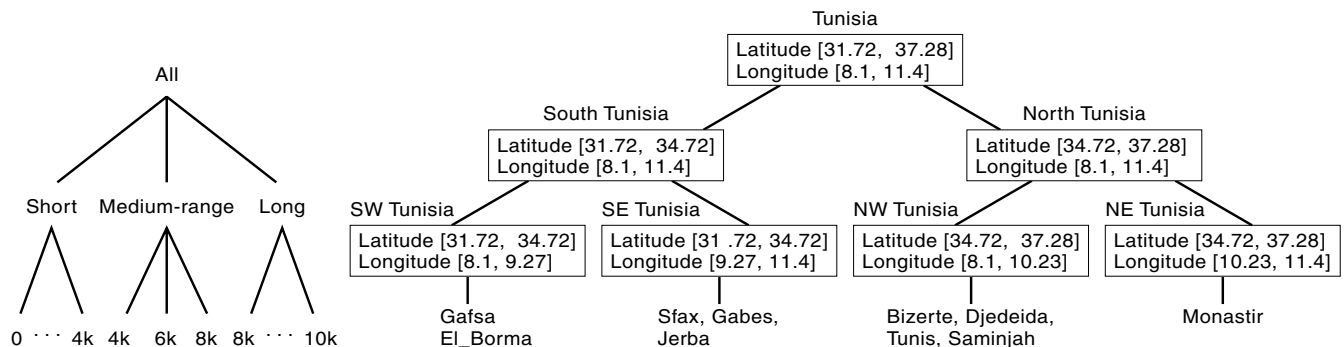 Tunisia
Latitude [31.72, 37.28]
Longitude [8.1, 11.4]
All
South Tunisia
Latitude [31.72, 34.72]
Longitude [8.1, 11.4]
North Tunisia
Latitude [34.72, 37.28]
Longitude [8.1, 11.4]
Short Medium-range Long
SW Tunisia
Latitude [31.72, 34.72]
Longitude [8.1, 9.27]
SE Tunisia
Latitude [31 .72, 34.72]
Longitude [9.27, 11.4]
NW Tunisia
Latitude [34.72, 37.28]
Longitude [8.1, 10.23]
NE Tunisia
Latitude [34.72, 37.28]
Longitude [10.23, 11.4]
0 ··· 4k 4k 6k 8k 8k ··· 10k
Gafsa
El_Borma
Sfax, Gabes,
Jerba
Bizerte, Djedeida,
Tunis, Saminjah
Monastir